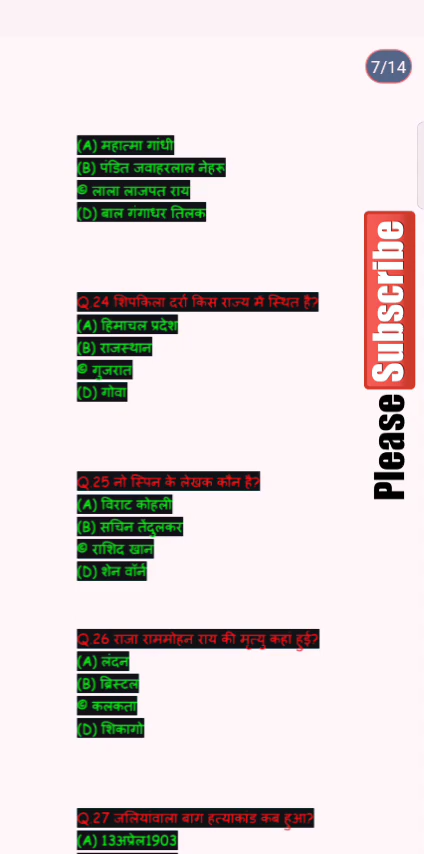 7/14
(A) महात्मा गांधी
(B) पंडित जवाहरलाल नेहरू
© लाला लाजपत राय
(D) बाल गंगाधर तिलक
Q.24 शिपकिला दर्रा किस राज्य में स्थित है?
(A) हिमाचल प्रदेश
(B) राजस्थान
© गुजरात
(D) गोवा
Q.25 नो स्पिन के लेखक कौन है?
(A) विराट कोहली
(B) सचिन तेंदुलकर
© राशिद खान
(D) शेन वॉर्न
Q.26 राजा राममोहन राय की मृत्यु कहा हुई?
(A) लंदन
(B) ब्रिस्टल
© कलकता
(D) शिकागो
Q.27 जलियावाला बाग हत्याकाड कब हुआ?
(A) 13अप्रेल1903
Please Subscribe